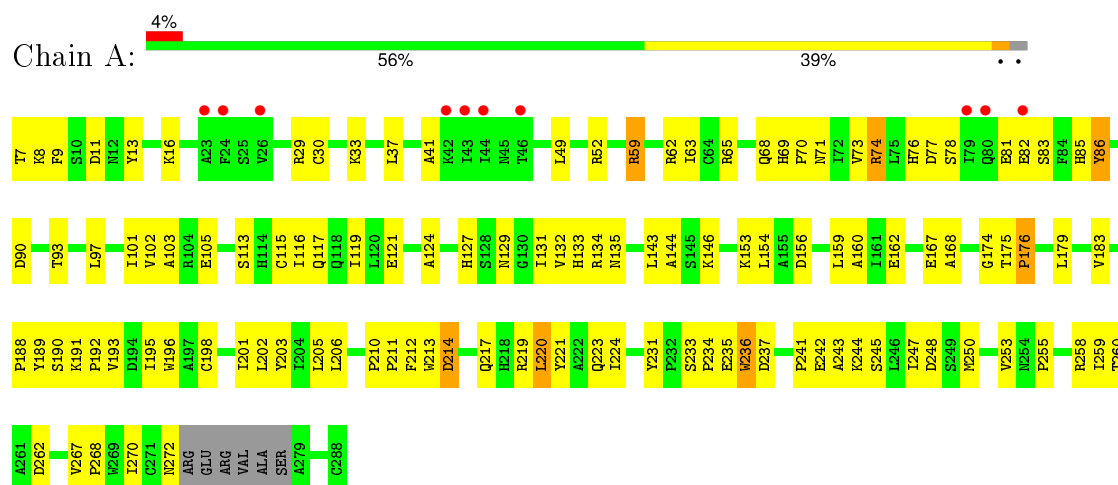 4%
Chain A:
56% 39% • •
T7 K8 F9 S10 D11 N12 Y13 K16 A23 F24 S25 V26 R29 C30 K33 L37 A41 K42 I43 I44 N45 T46 L49 R52 R59 R62 I63 C64 R65 Q68 H69 P70 N71 I72 V73 R74 L75 H76 D77 S78 I79 Q80 E81 E82 S83 F84 H85 Y86
D90 T93 L97 I101 V102 A103 R104 E105 S113 H114 C115 I116 Q117 Q118 I119 L120 E121 A124 H127 S128 N129 G130 I131 V132 H133 R134 N135 L143 A144 S145 K146 K153 L154 A155 D156 L159 A160 I161 E162 E167 A168 G174 T175 P176 L179 V183
P188 Y189 S190 K191 P192 V193 D194 I195 W196 A197 C198 I201 L202 Y203 I204 L205 L206 P210 P211 F212 W213 D214 Q217 H218 R219 L220 Y221 A222 Q223 I224 Y231 P232 S233 P234 E235 W236 D237 P241 E242 A243 K244 S245 L246 I247 D248 S249 M250 V253 N254 P255 R258 I259 T260
A261 D262 V267 P268 W269 I270 C271 N272 ARG GLU ARG VAL ALA SER A279 C288